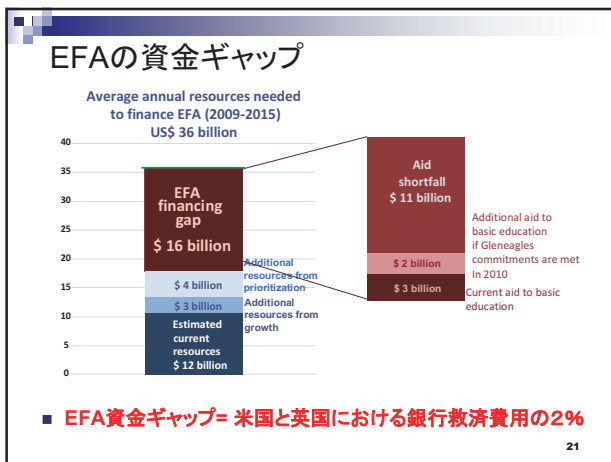 EFAの資金ギャップ
Average annual resources needed
to finance EFA (2009-2015)
US$ 36 billion
40
35
30
25
20
15
10
5
0
EFA
financing
gap
$ 16 billion
$ 4 billion
$ 3 billion
Estimated
current
resources
$ 12 billion
Additional
resources from
prioritization
Additional
resources from
growth
Aid
shortfall
$ 11 billion
$ 2 billion
$ 3 billion
Additional aid to
basic education
if Gleneagles
commitments are met
In 2010
Current aid to basic
education
■ EFA資金ギャップ= 米国と英国における銀行救済費用の2%
21